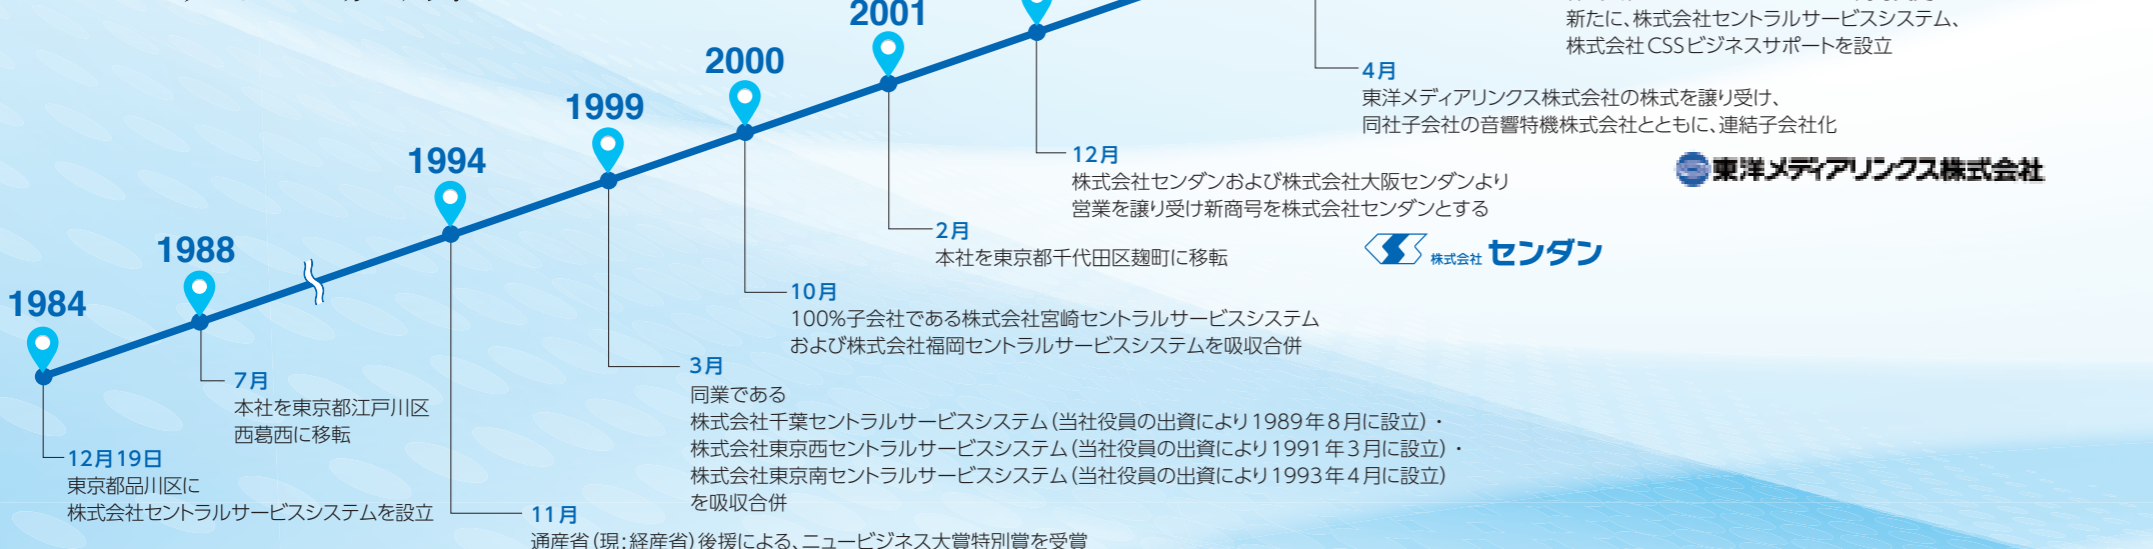 1984
12月19日
東京都品川区に
株式会社セントラルサービスシステムを設立
1988
7月
本社を東京都江戸川区
西葛西に移転
1994
11月
通産省(現:経産省)後援による、ニュービジネス大賞特別賞を受賞
1999
3月
同業である
株式会社千葉セントラルサービスシステム(当社役員の出資により1989年8月に設立)・
株式会社東京西セントラルサービスシステム(当社役員の出資により1991年3月に設立)・
株式会社東京南セントラルサービスシステム(当社役員の出資により1993年4月に設立)
を吸収合併
2000
10月
100%子会社である株式会社宮崎セントラルサービスシステム
および株式会社福岡セントラルサービスシステムを吸収合併
2001
2月
本社を東京都千代田区麹町に移転
12月
株式会社センダンおよび株式会社大阪センダンより
営業を譲り受け新商号を株式会社センダンとする
株式会社 センダン
4月
東洋メディアリンクス株式会社の株式を譲り受け、
同社子会社の音響特機株式会社とともに、連結子会社化
東洋メディアリンクス株式会社
新たに、株式会社セントラルサービスシステム、
株式会社CSSビジネスサポートを設立